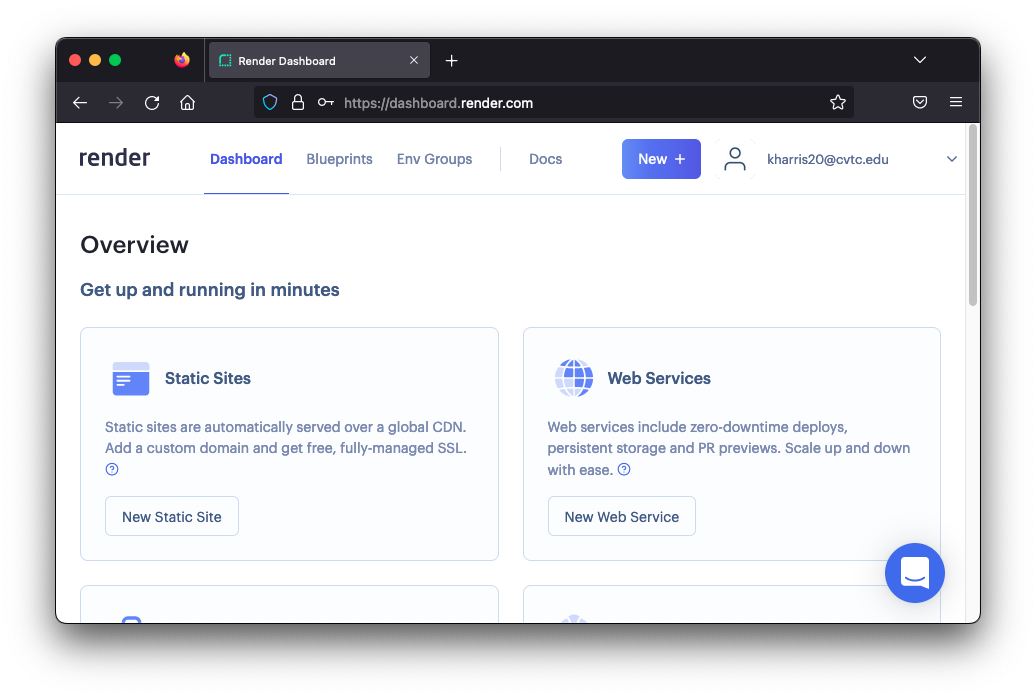 Render Dashboard
https://dashboard.render.com
render
Dashboard Blueprints Env Groups Docs New + kharris20@cvtc.edu
Overview
Get up and running in minutes
Static Sites
Static sites are automatically served over a global CDN.
Add a custom domain and get free, fully-managed SSL.
New Static Site
Web Services
Web services include zero-downtime deploys,
persistent storage and PR previews. Scale up and down
with ease.
New Web Service